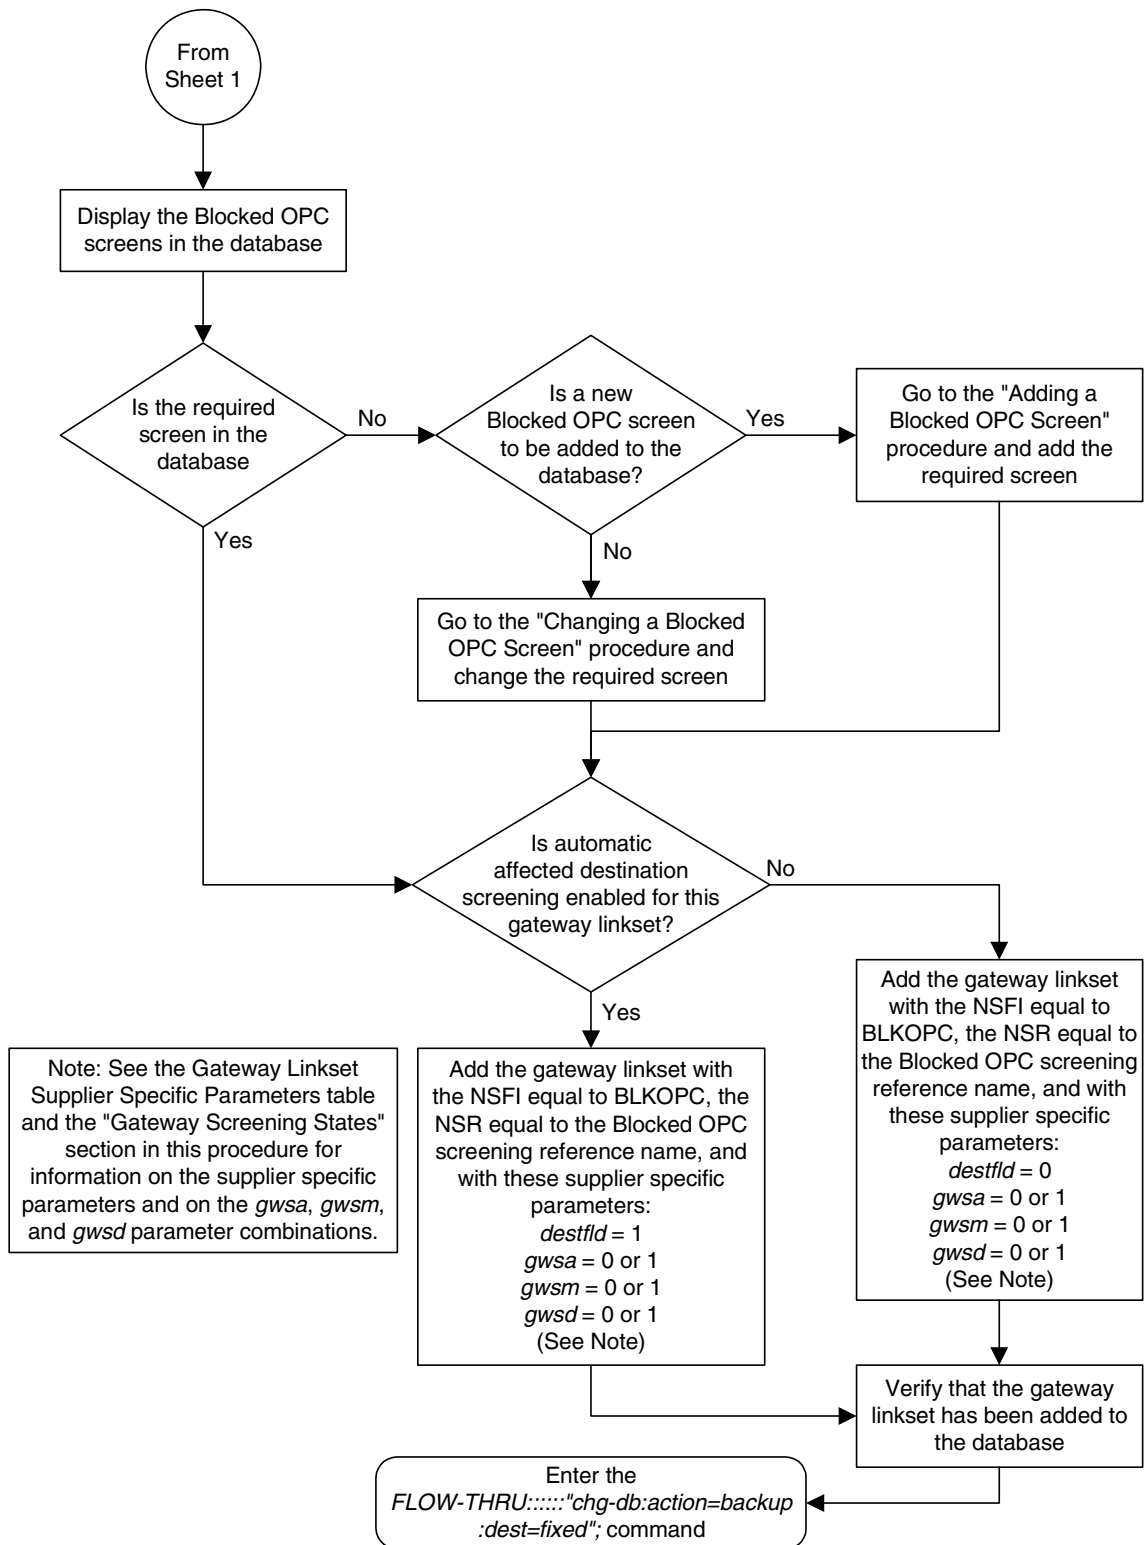 From
Sheet 1
Display the Blocked OPC
screens in the database
Is the required
screen in the
database
No
Yes
Is a new
Blocked OPC screen
to be added to the
database?
Yes
No
Go to the "Adding a
Blocked OPC Screen"
procedure and add the
required screen
Go to the "Changing a Blocked
OPC Screen" procedure and
change the required screen
Is automatic
affected destination
screening enabled for this
gateway linkset?
No
Yes
Note: See the Gateway Linkset
Supplier Specific Parameters table
and the "Gateway Screening States"
section in this procedure for
information on the supplier specific
parameters and on the gwsa, gwsm,
and gwsd parameter combinations.
Add the gateway linkset with
the NSFI equal to BLKOPC, the
NSR equal to the Blocked OPC
screening reference name, and
with these supplier specific
parameters:
destfld = 1
gwsa = 0 or 1
gwsm = 0 or 1
gwsd = 0 or 1
(See Note)
Add the gateway linkset
with the NSFI equal to
BLKOPC, the NSR equal to
the Blocked OPC screening
reference name, and with
these supplier specific
parameters:
destfld = 0
gwsa = 0 or 1
gwsm = 0 or 1
gwsd = 0 or 1
(See Note)
Verify that the gateway
linkset has been added to
the database
Enter the
FLOW-THRU::::::"chg-db:action=backup
:dest=fixed"; command